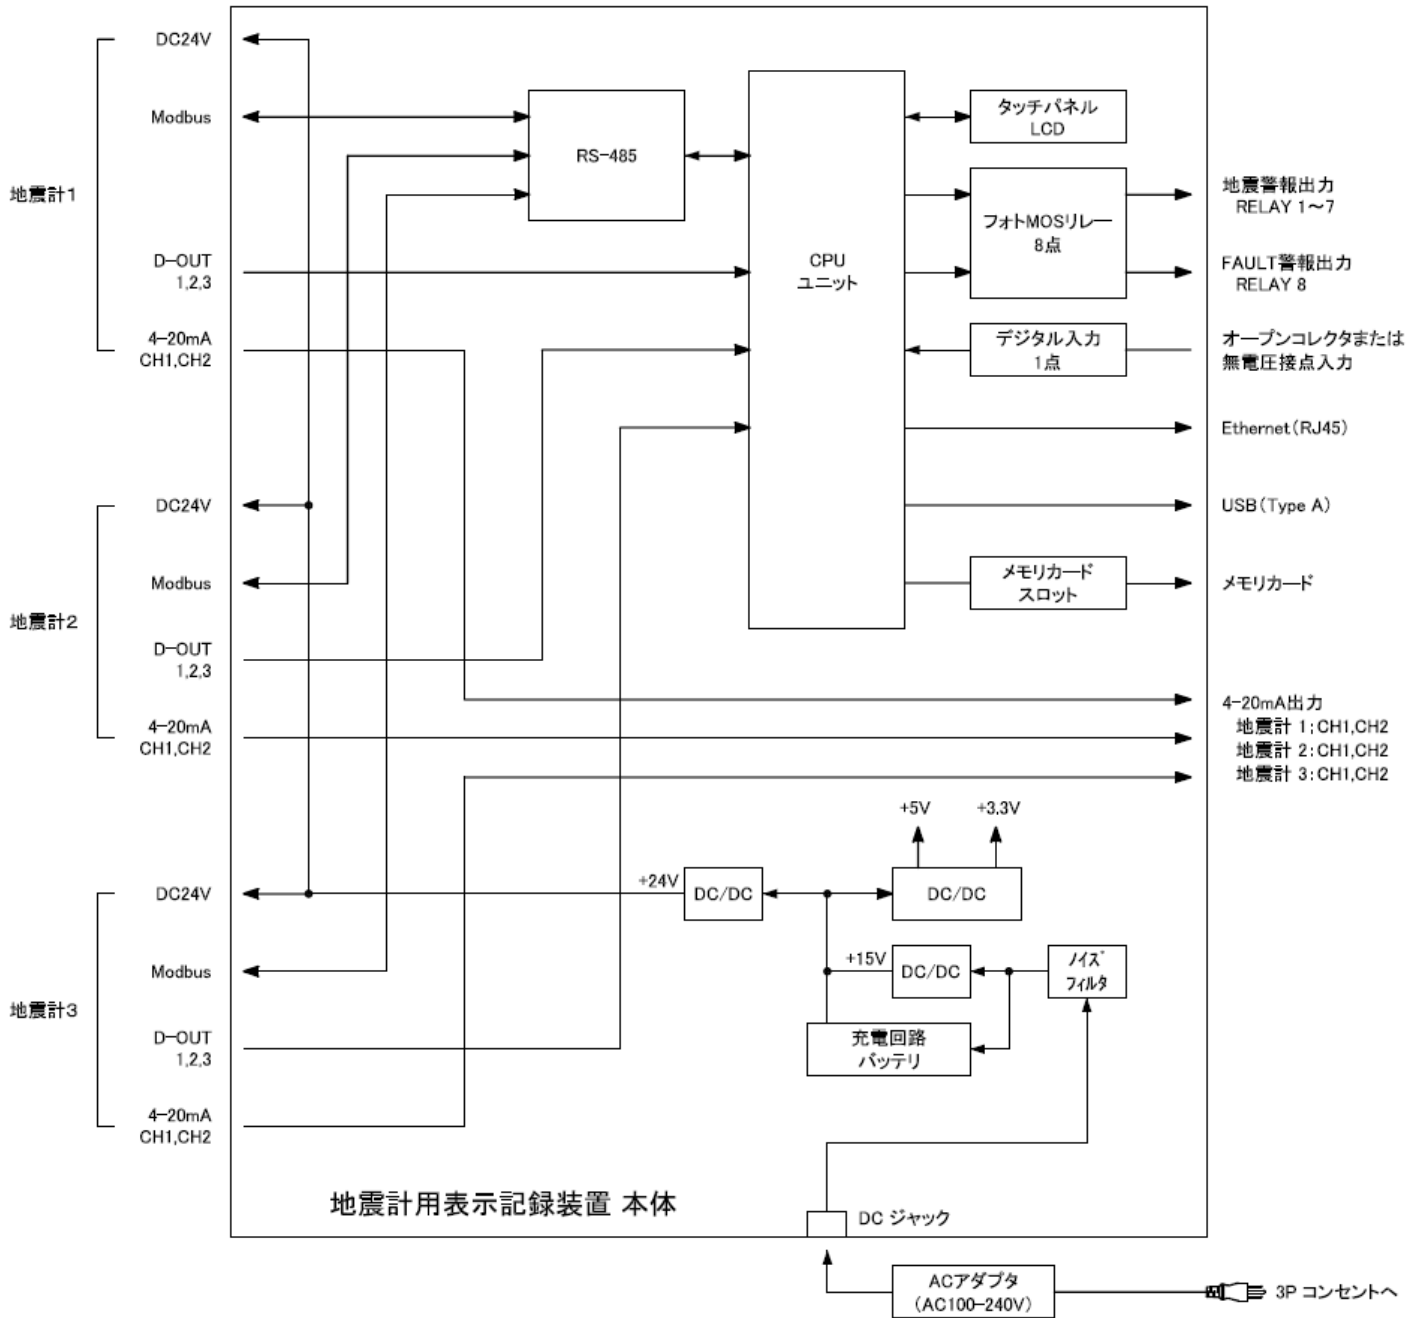 地震計1
DC24V
Modbus
D-OUT
1,2,3
4-20mA
CH1,CH2
地震計2
DC24V
Modbus
D-OUT
1,2,3
4-20mA
CH1,CH2
地震計3
DC24V
Modbus
D-OUT
1,2,3
4-20mA
CH1,CH2
RS-485
CPU
ユニット
タッチパネル
LCD
フォトMOSリレー
8点
デジタル入力
1点
メモリカード
スロット
地震警報出力
RELAY 1～7
FAULT警報出力
RELAY 8
オープンコレクタまたは
無電圧接点入力
Ethernet(RJ45)
USB(Type A)
メモリカード
4-20mA出力
地震計 1;CH1,CH2
地震計 2:CH1,CH2
地震計 3:CH1,CH2
+5V
+3.3V
+24V
DC/DC
DC/DC
+15V
DC/DC
ノイズ
フィルタ
充電回路
バッテリ
地震計用表示記録装置 本体
DC ジャック
ACアダプタ
(AC100-240V)
3P コンセントへ